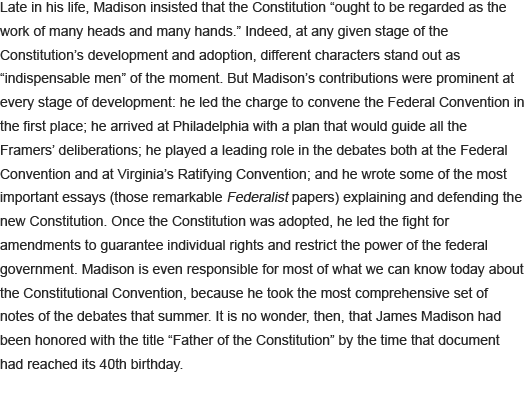 Late in his life, Madison insisted that the Constitution “ought to be regarded as the
work of many heads and many hands.” Indeed, at any given stage of the
Constitution’s development and adoption, different characters stand out as
“indispensable men” of the moment. But Madison’s contributions were prominent at
every stage of development: he led the charge to convene the Federal Convention in
the first place; he arrived at Philadelphia with a plan that would guide all the
Framers’ deliberations; he played a leading role in the debates both at the Federal
Convention and at Virginia’s Ratifying Convention; and he wrote some of the most
important essays (those remarkable Federalist papers) explaining and defending the
new Constitution. Once the Constitution was adopted, he led the fight for
amendments to guarantee individual rights and restrict the power of the federal
government. Madison is even responsible for most of what we can know today about
the Constitutional Convention, because he took the most comprehensive set of
notes of the debates that summer. It is no wonder, then, that James Madison had
been honored with the title “Father of the Constitution” by the time that document
had reached its 40th birthday.